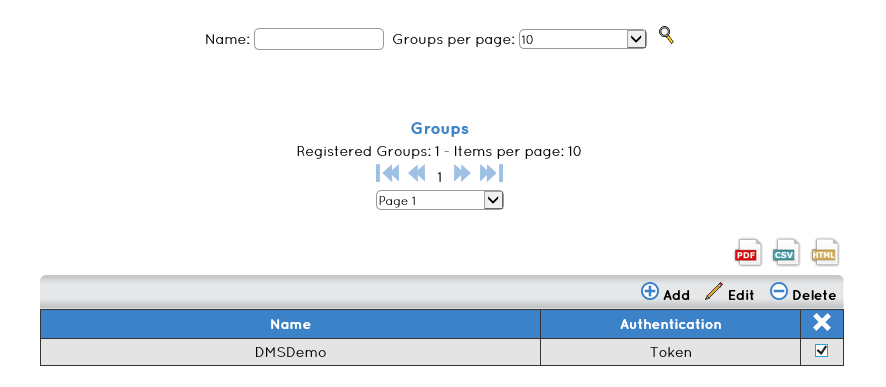 Name: Groups per page: 10
Groups
Registered Groups: 1 - Items per page: 10
1
Page 1
PDF CSV HTML
Add Edit Delete
Name Authentication
DMSDemo Token